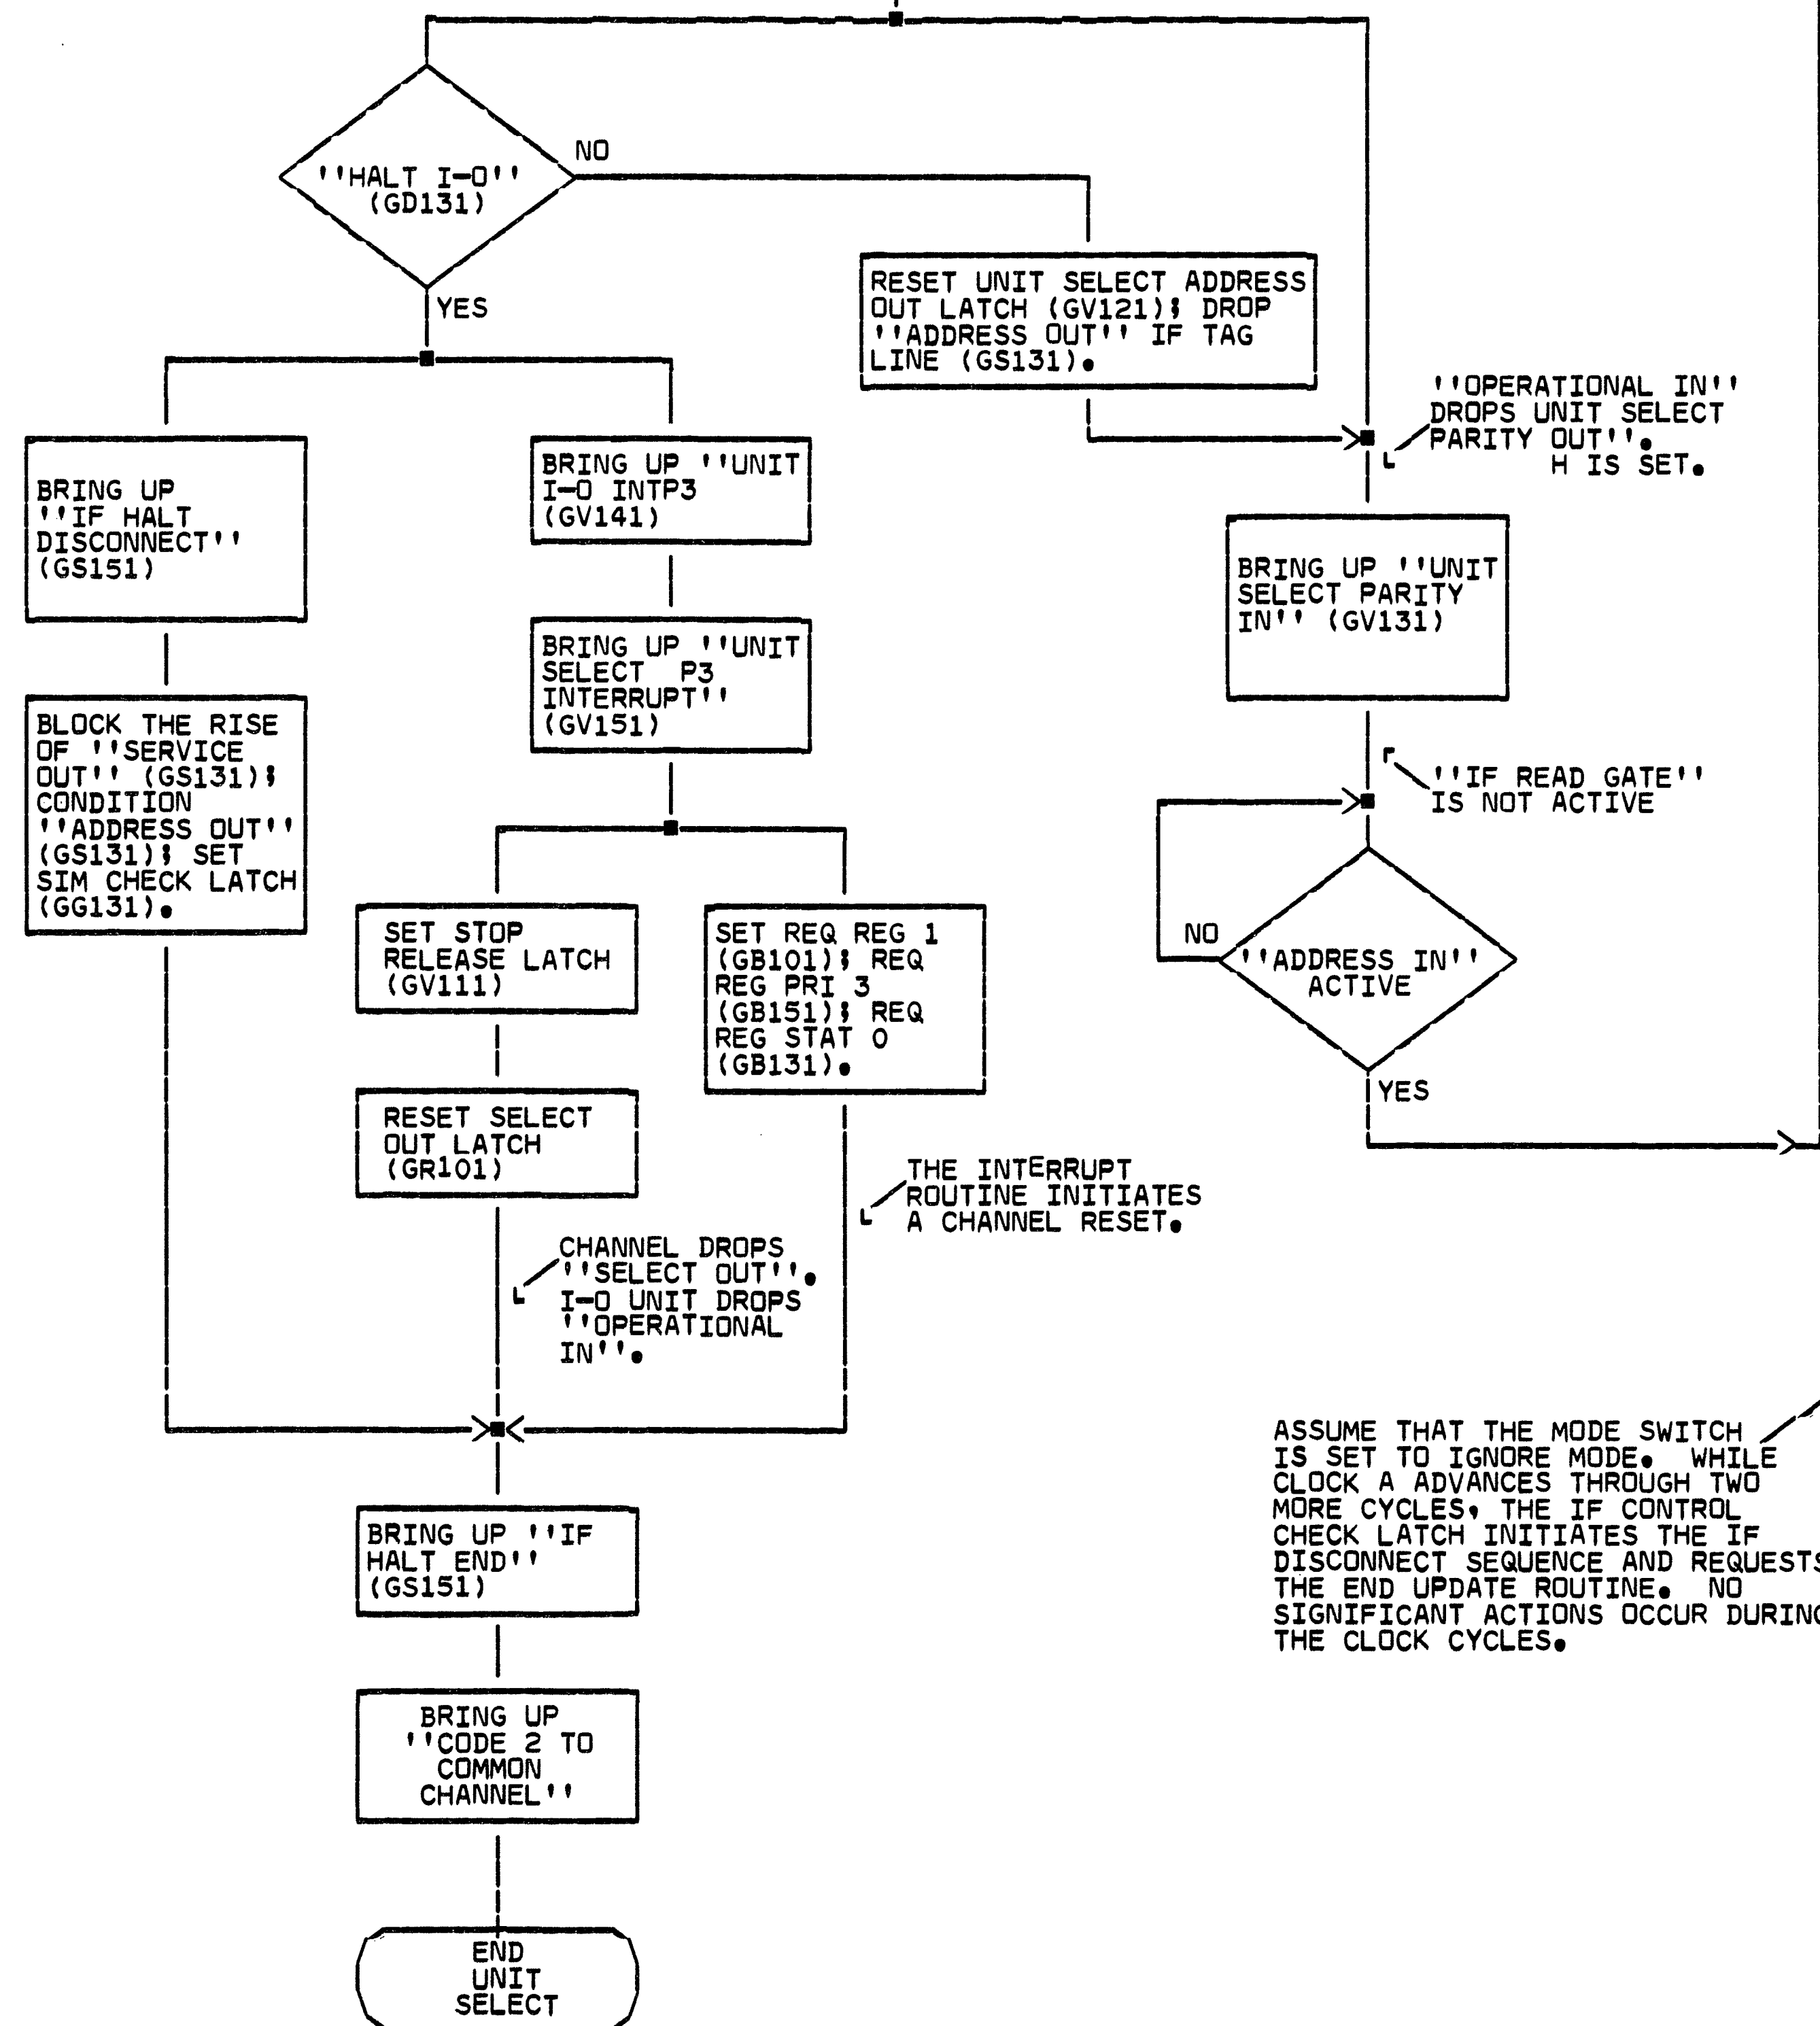 NO
''HALT I-O''
(GD131)
YES
RESET UNIT SELECT ADDRESS
OUT LATCH (GV121); DROP
''ADDRESS OUT'' IF TAG
LINE (GS131).
''OPERATIONAL IN''
DROPS UNIT SELECT
PARITY OUT''.
H IS SET.
BRING UP
''IF HALT
DISCONNECT''
(GS151)
BRING UP ''UNIT
I-O INTP3
(GV141)
BRING UP ''UNIT
SELECT PARITY
IN'' (GV131)
BRING UP ''UNIT
SELECT  P3
INTERRUPT''
(GV151)
BLOCK THE RISE
OF ''SERVICE
OUT'' (GS131);
CONDITION
''ADDRESS OUT''
(GS131); SET
SIM CHECK LATCH
(GG131).
''IF READ GATE''
IS NOT ACTIVE
NO
''ADDRESS IN''
ACTIVE
YES
SET STOP
RELEASE LATCH
(GV111)
SET REQ REG 1
(GB101); REQ
REG PRI 3
(GB151); REQ
REG STAT 0
(GB131).
RESET SELECT
OUT LATCH
(GR101)
THE INTERRUPT
ROUTINE INITIATES
A CHANNEL RESET.
CHANNEL DROPS
''SELECT OUT''.
I-O UNIT DROPS
''OPERATIONAL
IN''.
ASSUME THAT THE MODE SWITCH
IS SET TO IGNORE MODE.  WHILE
CLOCK A ADVANCES THROUGH TWO
MORE CYCLES, THE IF CONTROL
CHECK LATCH INITIATES THE IF
DISCONNECT SEQUENCE AND REQUESTS
THE END UPDATE ROUTINE.  NO
SIGNIFICANT ACTIONS OCCUR DURING
THE CLOCK CYCLES.
BRING UP ''IF
HALT END''
(GS151)
BRING UP
''CODE 2 TO
COMMON
CHANNEL''
END
UNIT
SELECT